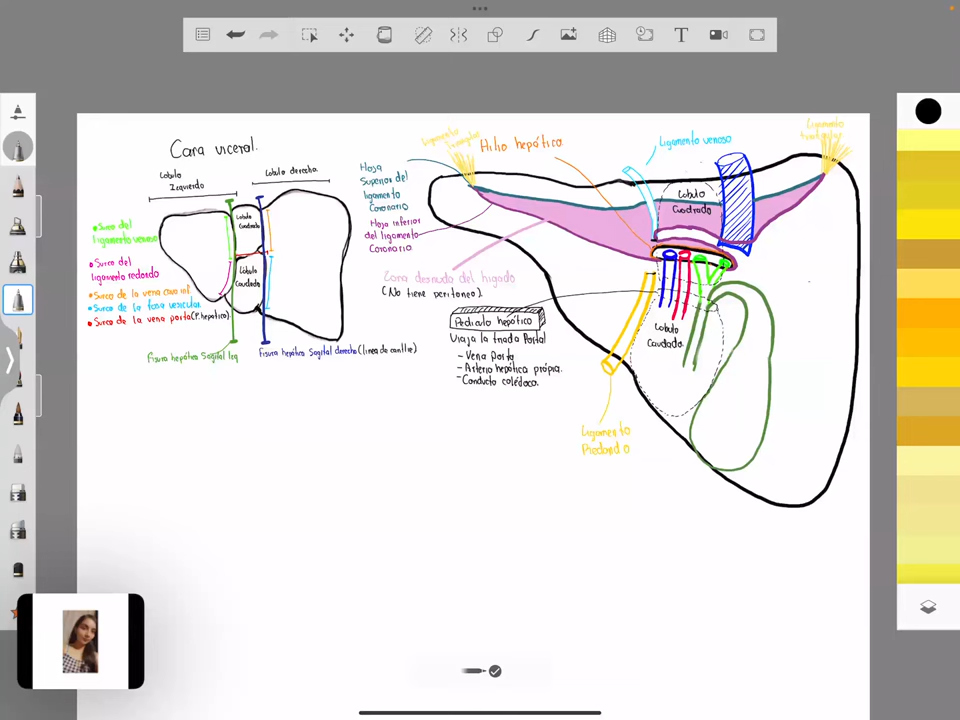 Cara viceral.
Lobulo
Izquierdo
Lobulo derecho.
Lobulo
Cuadrado
Lobulo
Caudado
• Surco del
ligamento venoso
• Surco del
ligamento redondo
• Surco de la vena cava inf
• Surco de la fosa vesicular
• Surco de la vena porta (P. hepatico).
Fisura hepática Sagital Izq
Fisura hepática Sagital derecho (linea de cantlie)
Hoja
Superior del
ligamento
Coronario
Hoja inferior
del ligamento
Coronario
Ligamento
triangular
Hilio hepático
Ligamento venoso
Ligamento
triangular
Lobulo
Cuadrado
Zona desnuda del higado
(No tiene peritoneo).
Pediculo hepático
Viaja la triada Portal
- Vena Porta
- Arteria hepática própia.
- Conducto colédoco.
Lobulo
Caudado
Ligamento
T